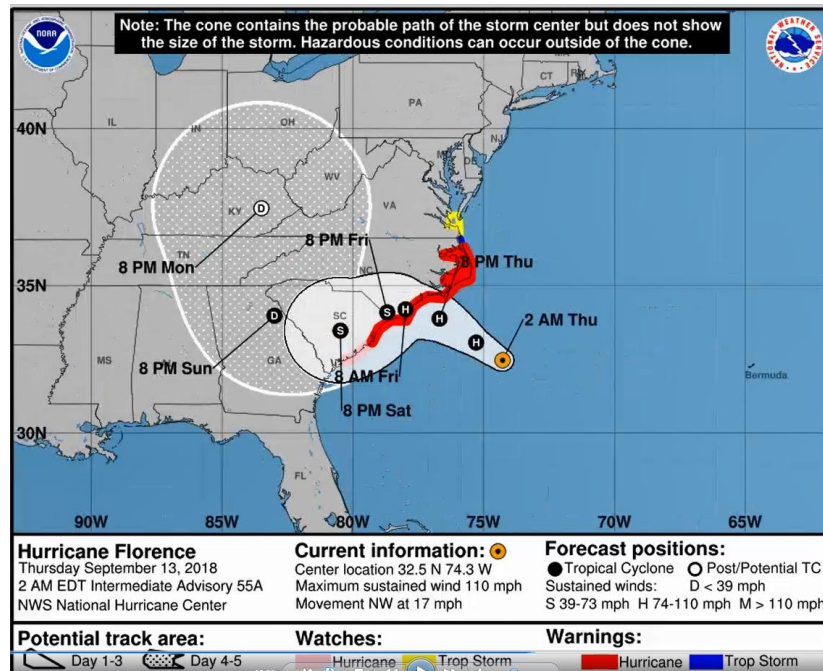 Note: The cone contains the probable path of the storm center but does not show
the size of the storm. Hazardous conditions can occur outside of the cone.
NOAA
NATIONAL WEATHER SERVICE
CT
RI
PA
NJ
40N
IL
IN
OH
DE
WV
KY
VA
D
8 PM Fri
TN
8 PM Mon
NC
8 PM Thu
35N
S
H
H
2 AM Thu
D
SC
S
H
MS
GA
8 PM Sun
8 AM Fri
Bermuda
8 PM Sat
30N
FL
90W
85W
80W
75W
70W
65W
Hurricane Florence
Thursday September 13, 2018
2 AM EDT Intermediate Advisory 55A
NWS National Hurricane Center
Current information:
Center location 32.5 N 74.3 W
Maximum sustained wind 110 mph
Movement NW at 17 mph
Forecast positions:
Tropical Cyclone Post/Potential TC
Sustained winds: D < 39 mph
S 39-73 mph H 74-110 mph M > 110 mph
Potential track area:
Day 1-3 Day 4-5
Watches:
Hurricane Trop Storm
Warnings:
Hurricane Trop Storm